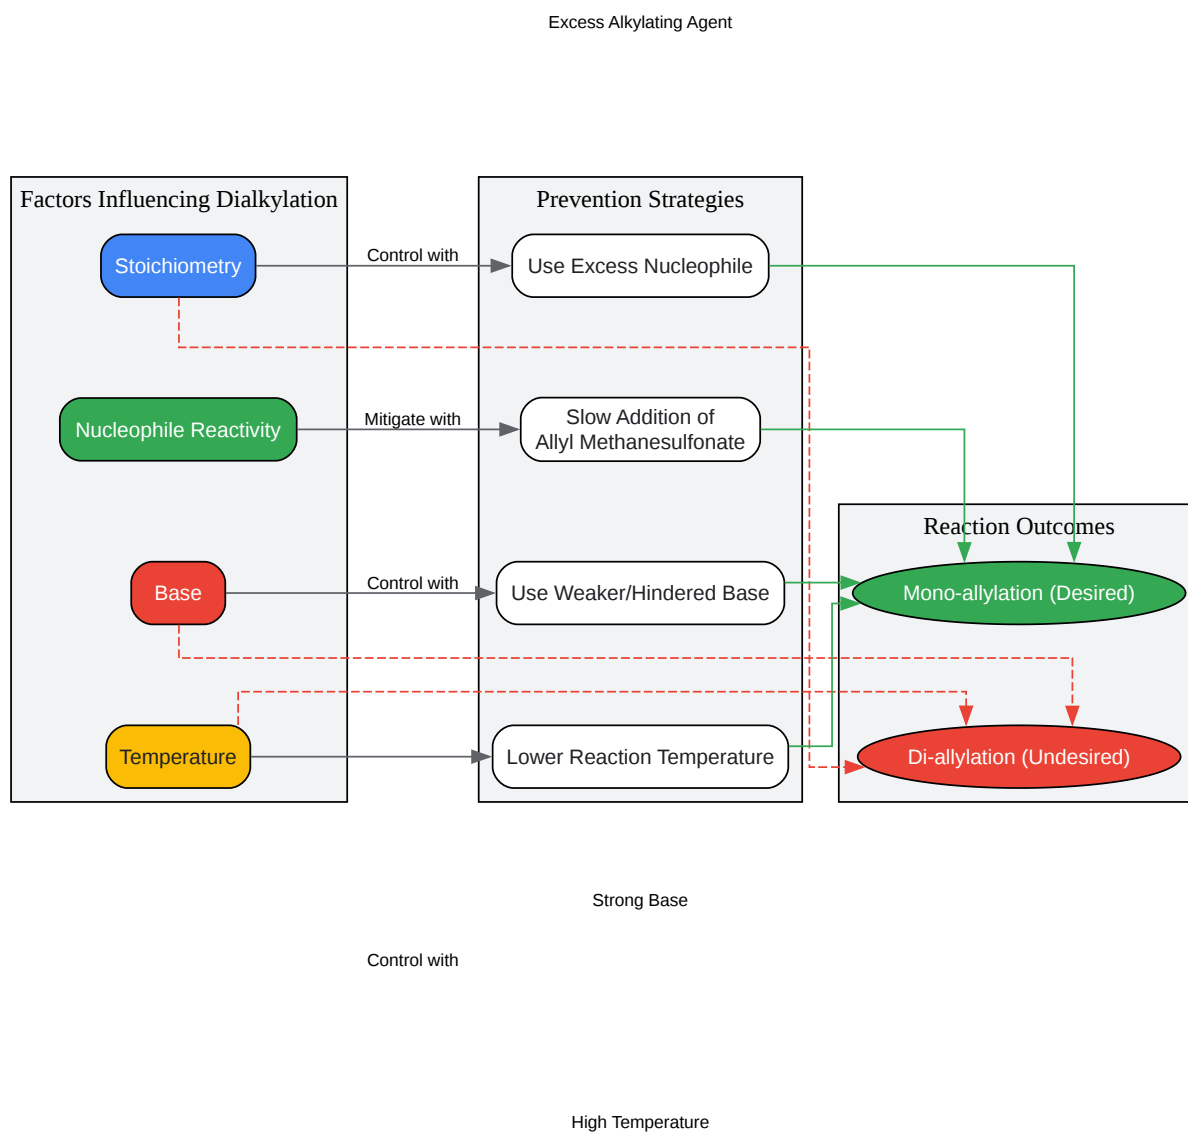 Excess Alkylating Agent
Factors Influencing Dialkylation
Prevention Strategies
Stoichiometry
Control with
Use Excess Nucleophile
Nucleophile Reactivity
Mitigate with
Slow Addition of
Allyl Methanesulfonate
Reaction Outcomes
Base
Control with
Use Weaker/Hindered Base
Mono-allylation (Desired)
Temperature
Lower Reaction Temperature
Di-allylation (Undesired)
Strong Base
Control with
High Temperature